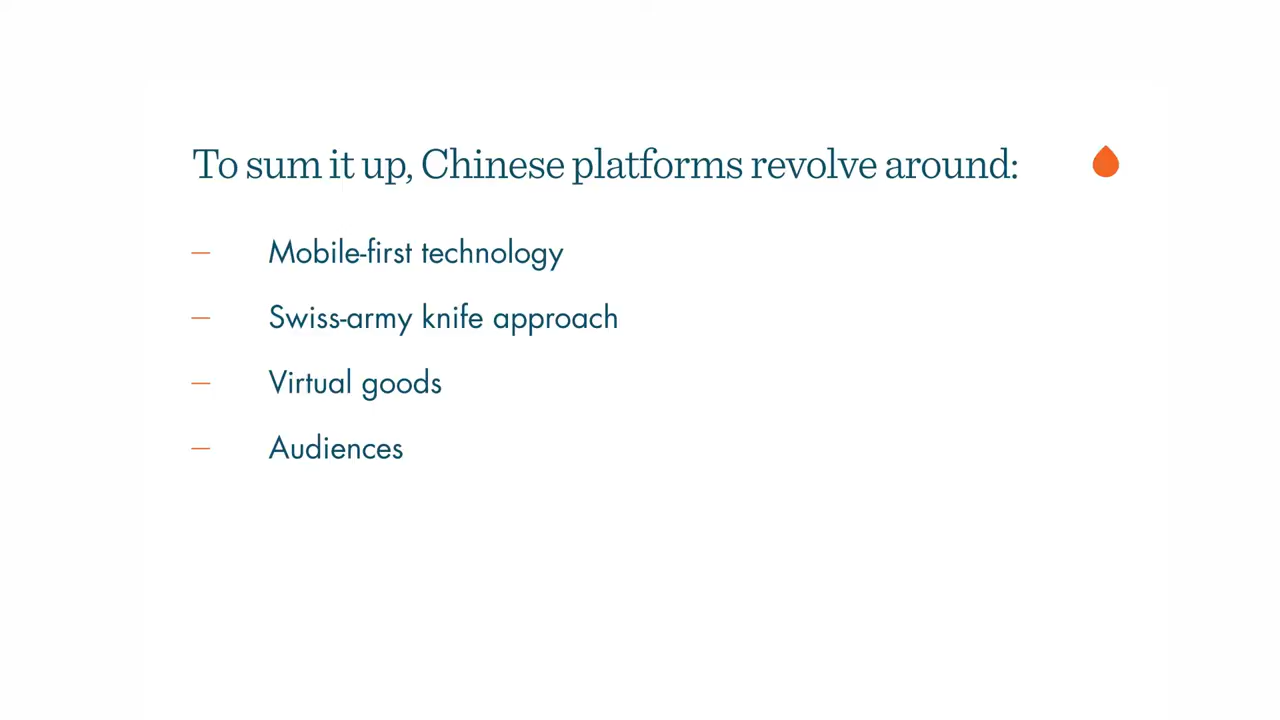 To sum it up, Chinese platforms revolve around:
— Mobile-first technology
— Swiss-army knife approach
— Virtual goods
— Audiences